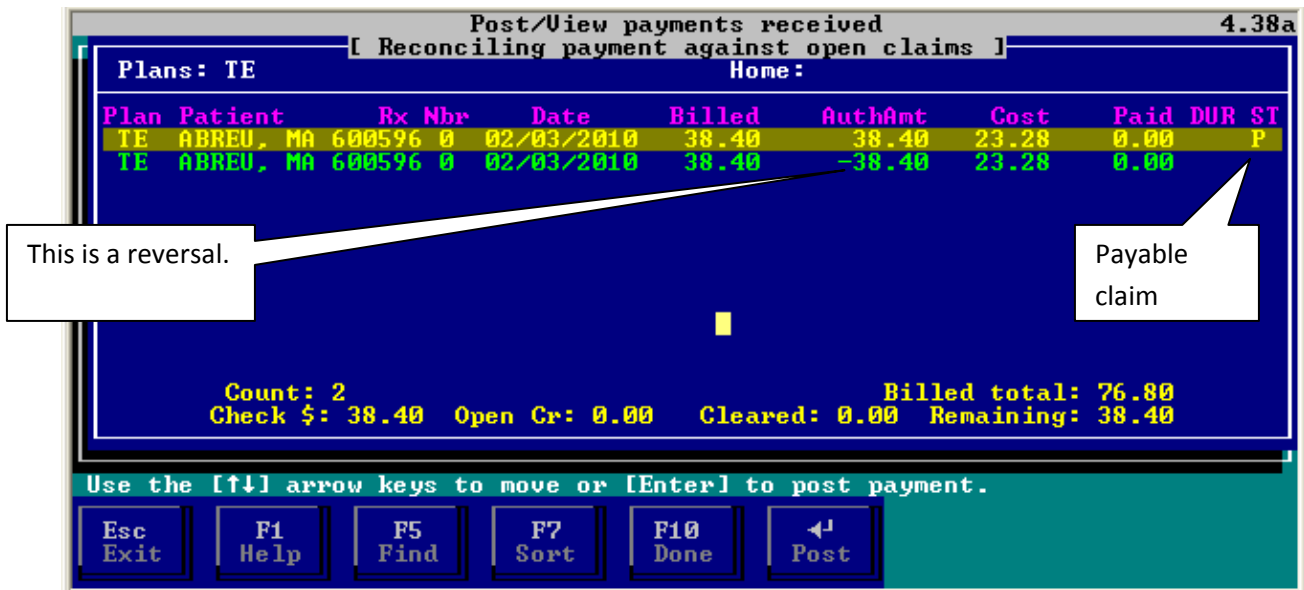 Post/View payments received 4.38a
[ Reconciling payment against open claims ]
Plans: TE Home:
Plan Patient Rx Nbr Date Billed AuthAmt Cost Paid DUR ST
TE ABREU, MA 600596 0 02/03/2010 38.40 38.40 23.28 0.00 P
TE ABREU, MA 600596 0 02/03/2010 38.40 -38.40 23.28 0.00
This is a reversal.
Payable
claim
Count: 2 Billed total: 76.80
Check $: 38.40 Open Cr: 0.00 Cleared: 0.00 Remaining: 38.40
Use the [↑↓] arrow keys to move or [Enter] to post payment.
Esc F1 F5 F7 F10 ↵
Exit Help Find Sort Done Post